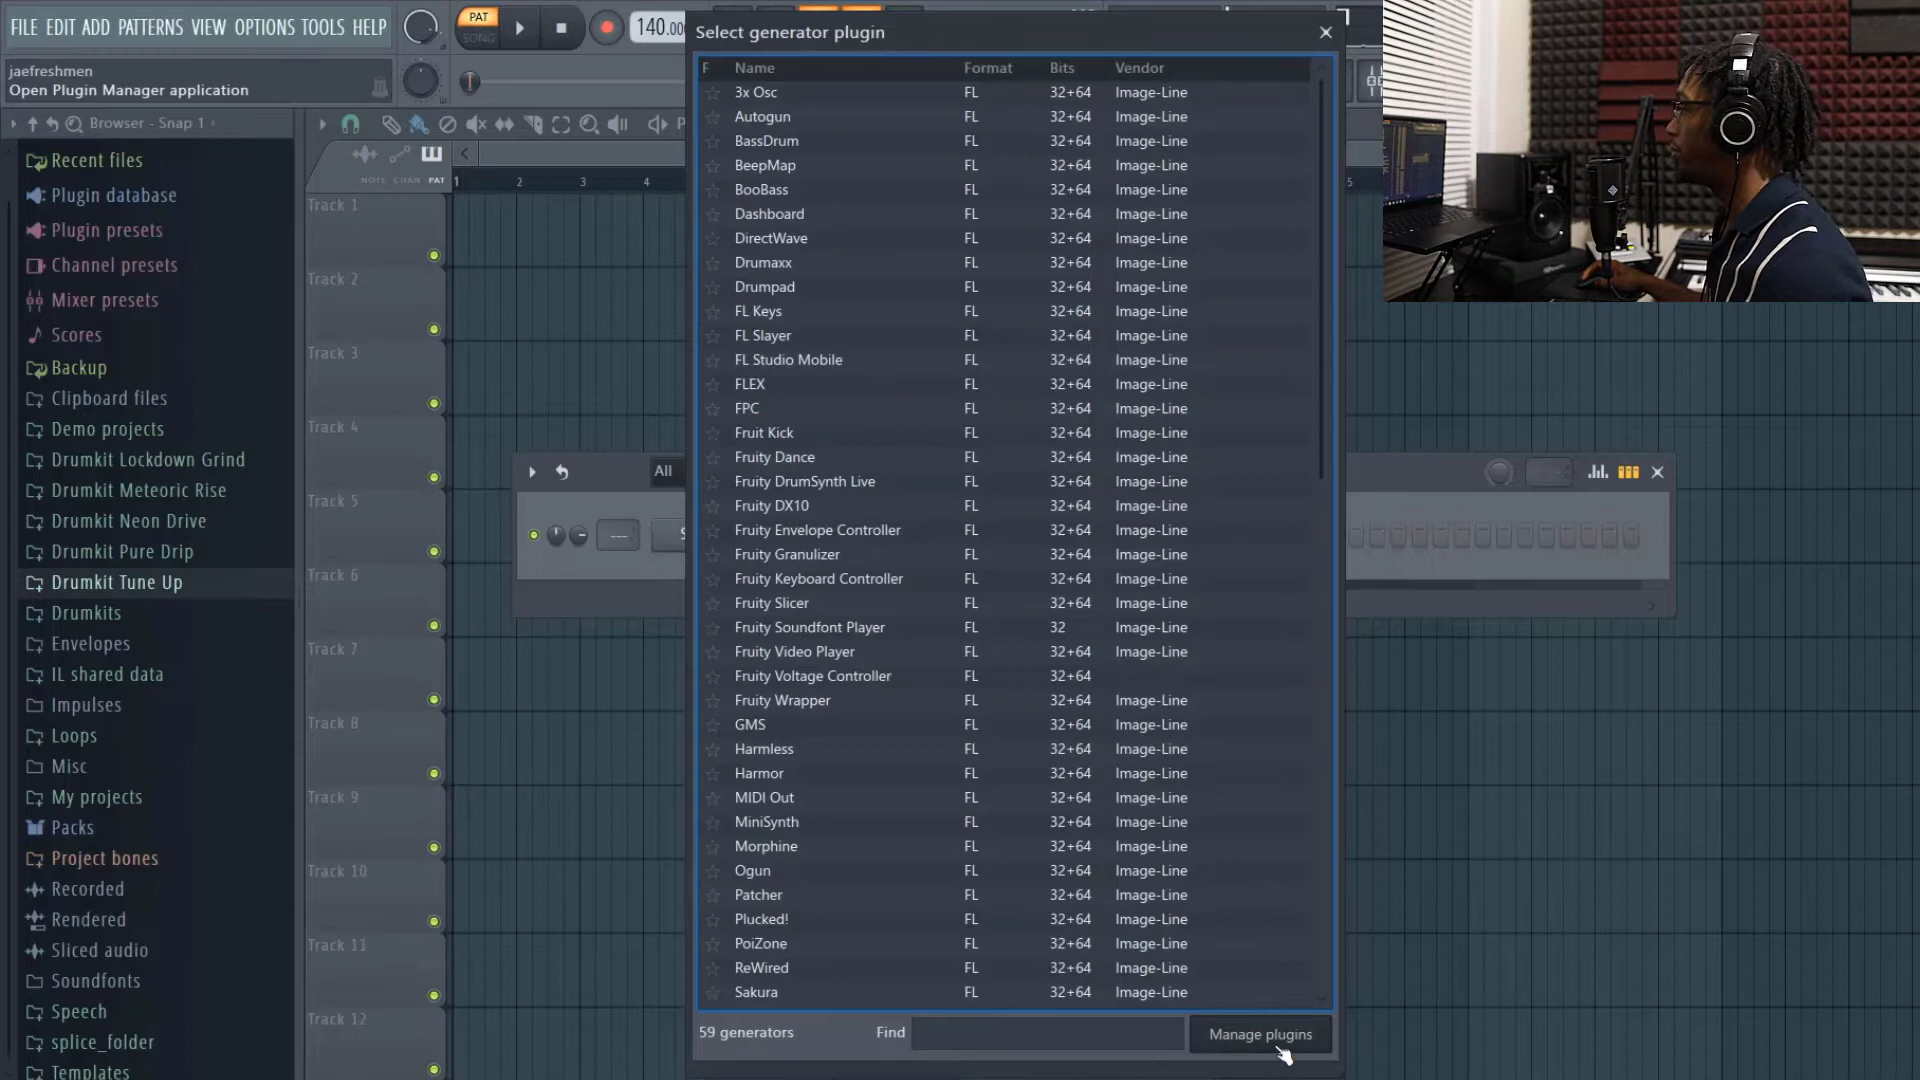 FILE EDIT ADD PATTERNS VIEW OPTIONS TOOLS HELP
PAT
SONG
140.00
jaefreshmen
Open Plugin Manager application
Browser - Snap 1
Recent files
Plugin database
Plugin presets
Channel presets
Mixer presets
Scores
Backup
Clipboard files
Demo projects
Drumkit Lockdown Grind
Drumkit Meteoric Rise
Drumkit Neon Drive
Drumkit Pure Drip
Drumkit Tune Up
Drumkits
Envelopes
IL shared data
Impulses
Loops
Misc
My projects
Packs
Project bones
Recorded
Rendered
Sliced audio
Soundfonts
Speech
splice_folder
Templates
NOTE CHAN PAT
1 2 3 4 5
Track 1
Track 2
Track 3
Track 4
Track 5
Track 6
Track 7
Track 8
Track 9
Track 10
Track 11
Track 12
All
Select generator plugin
F Name Format Bits Vendor
3x Osc FL 32+64 Image-Line
Autogun FL 32+64 Image-Line
BassDrum FL 32+64 Image-Line
BeepMap FL 32+64 Image-Line
BooBass FL 32+64 Image-Line
Dashboard FL 32+64 Image-Line
DirectWave FL 32+64 Image-Line
Drumaxx FL 32+64 Image-Line
Drumpad FL 32+64 Image-Line
FL Keys FL 32+64 Image-Line
FL Slayer FL 32+64 Image-Line
FL Studio Mobile FL 32+64 Image-Line
FLEX FL 32+64 Image-Line
FPC FL 32+64 Image-Line
Fruit Kick FL 32+64 Image-Line
Fruity Dance FL 32+64 Image-Line
Fruity DrumSynth Live FL 32+64 Image-Line
Fruity DX10 FL 32+64 Image-Line
Fruity Envelope Controller FL 32+64 Image-Line
Fruity Granulizer FL 32+64 Image-Line
Fruity Keyboard Controller FL 32+64 Image-Line
Fruity Slicer FL 32+64 Image-Line
Fruity Soundfont Player FL 32 Image-Line
Fruity Video Player FL 32+64 Image-Line
Fruity Voltage Controller FL 32+64
Fruity Wrapper FL 32+64 Image-Line
GMS FL 32+64 Image-Line
Harmless FL 32+64 Image-Line
Harmor FL 32+64 Image-Line
MIDI Out FL 32+64 Image-Line
MiniSynth FL 32+64 Image-Line
Morphine FL 32+64 Image-Line
Ogun FL 32+64 Image-Line
Patcher FL 32+64 Image-Line
Plucked! FL 32+64 Image-Line
PoiZone FL 32+64 Image-Line
ReWired FL 32+64 Image-Line
Sakura FL 32+64 Image-Line
59 generators Find Manage plugins